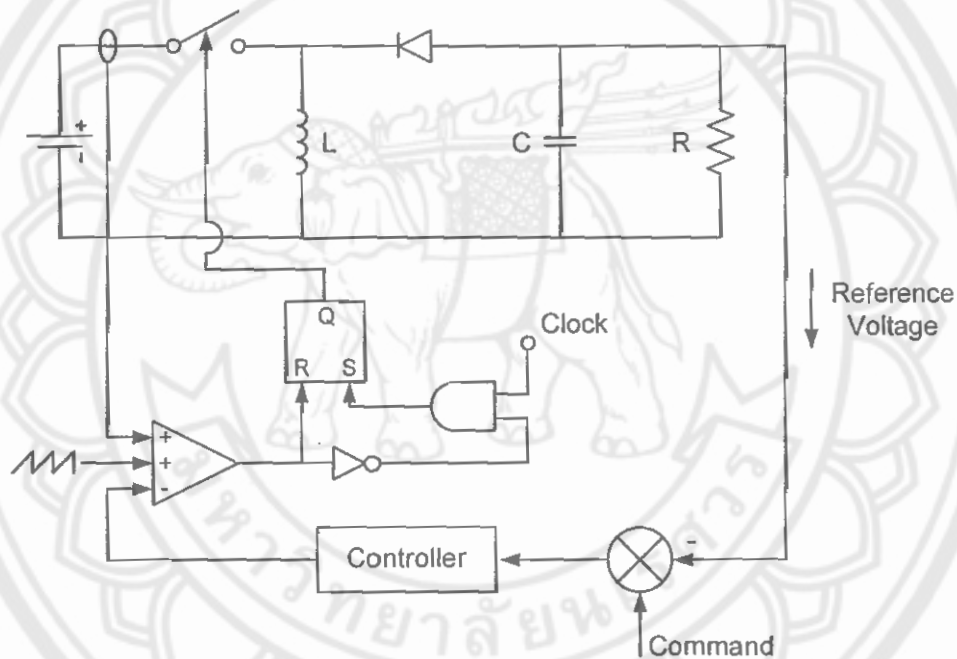 +
-
L
C
R
Reference
Voltage
Q
R
S
Clock
+
+
-
Controller
-
Command